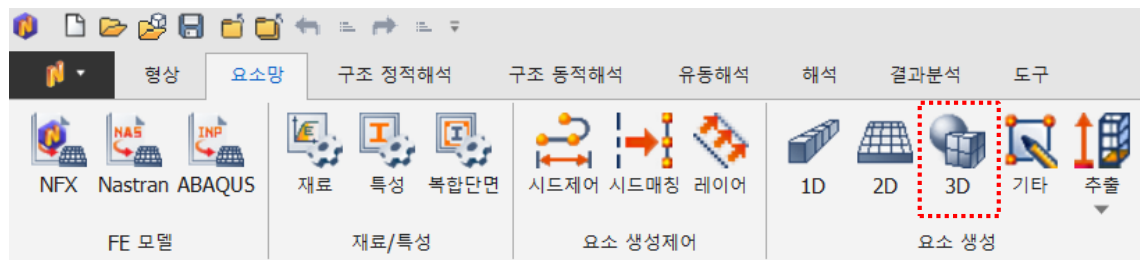 형상 요소망 구조 정적해석 구조 동적해석 유동해석 해석 결과분석 도구
NAS INP
NFX Nastran ABAQUS 재료 특성 복합단면 시드제어 시드매칭 레이어 1D 2D 3D 기타 추출
FE 모델 재료/특성 요소 생성제어 요소 생성